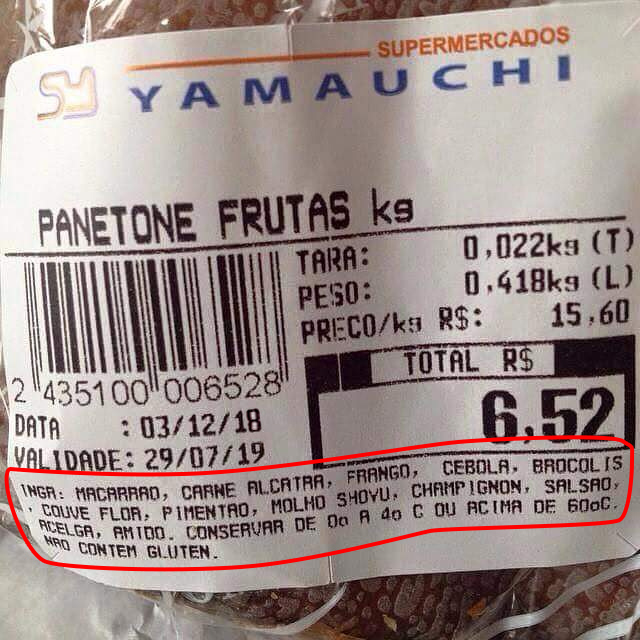 SUPERMERCADOS
SY YAMAUCHI
PANETONE FRUTAS kg
TARA: 0,022kg (T)
PESO: 0,418kg (L)
PRECO/kg R$: 15,60
TOTAL R$
6,52
2 435100 006528
DATA : 03/12/18
VALIDADE: 29/07/19
INGR: MACARRAO, CARNE ALCATRA, FRANGO, CEBOLA, BROCOLIS
, COUVE FLOR, PIMENTAO, MOLHO SHOYU, CHAMPIGNON, SALSAO,
ACELGA, AMIDO. CONSERVAR DE 0o A 4o C OU ACIMA DE 60oC.
NAO CONTEM GLUTEN.